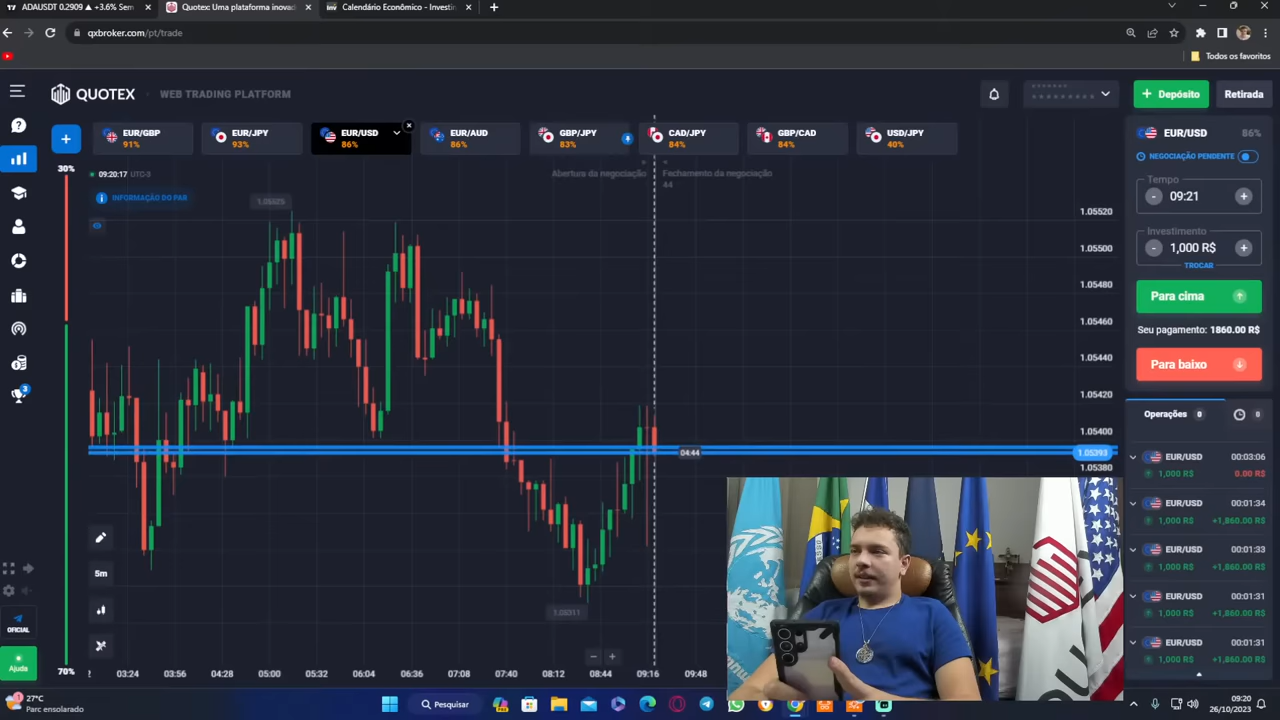 ADAUSDT 0.2909 ▲ +3.6% Sem
Quotex: Uma plataforma inovad
Calendário Econômico - Investin
qxbroker.com/pt/trade
Todos os favoritos
QUOTEX
WEB TRADING PLATFORM
Depósito
Retirada
EUR/GBP
91%
EUR/JPY
93%
EUR/USD
86%
EUR/AUD
86%
GBP/JPY
83%
CAD/JPY
84%
GBP/CAD
84%
USD/JPY
40%
30%
09:20:17 UTC-3
INFORMAÇÃO DO PAR
Abertura da negociação
Fechamento da negociação
44
1.05520
1.05500
1.05480
1.05460
1.05440
1.05420
1.05400
1.05393
1.05380
04:44
5m
70%
2
03:24
03:56
04:28
05:00
05:32
06:04
06:36
07:08
07:40
08:12
08:44
09:16
09:48
3
OFICIAL
Ajuda
EUR/USD
86%
NEGOCIAÇÃO PENDENTE
Tempo
- 09:21 +
Investimento
- 1,000 R$ +
TROCAR
Para cima
Seu pagamento: 1860.00 R$
Para baixo
Operações 0
0
EUR/USD 00:03:06
1,000 R$ 0.00 R$
EUR/USD 00:01:34
1,000 R$ +1,860.00 R$
EUR/USD 00:01:33
1,000 R$ +1,860.00 R$
EUR/USD 00:01:31
1,000 R$ +1,860.00 R$
EUR/USD 00:01:31
1,000 R$ +1,860.00 R$
1
27°C
Parc ensolarado
Pesquisar
09:20
26/10/2023